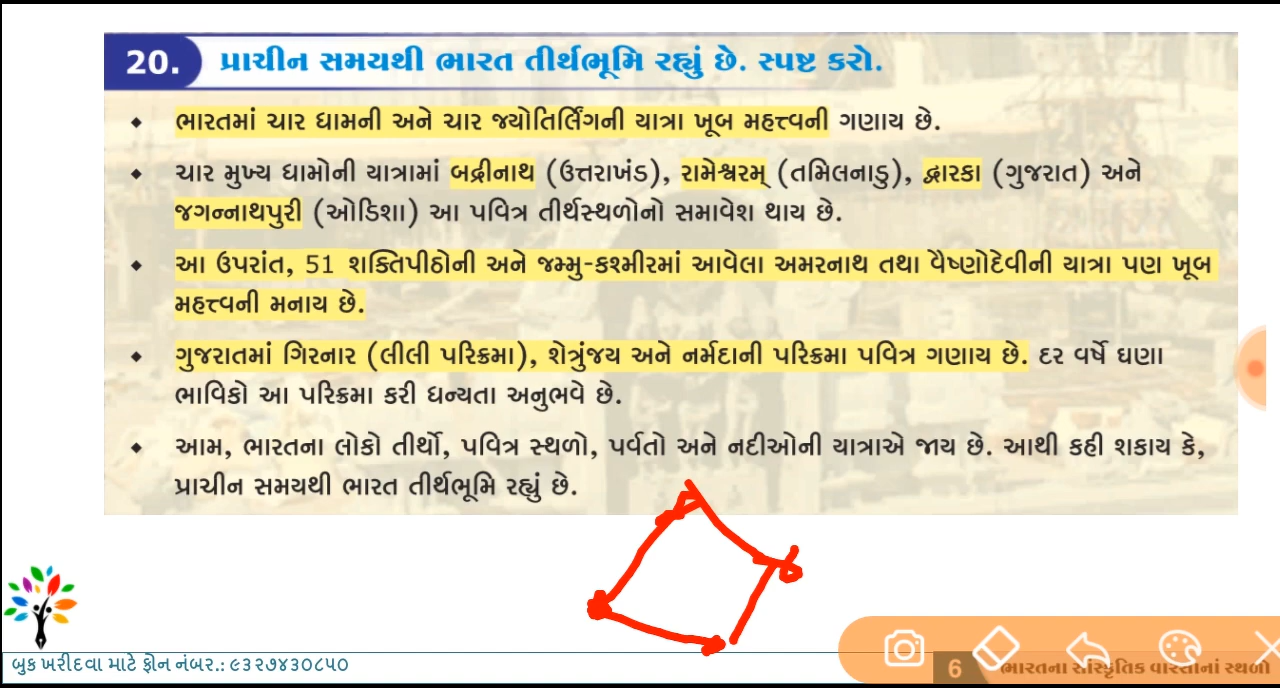 20. પ્રાચીન સમયથી ભારત તીર્થભૂમિ રહ્યું છે. સ્પષ્ટ કરો.
◆ ભારતમાં ચાર ધામની અને ચાર જ્યોતિર્લિંગની યાત્રા ખૂબ મહત્ત્વની ગણાય છે.
◆ ચાર મુખ્ય ધામોની યાત્રામાં બદ્રીનાથ (ઉત્તરાખંડ), રામેશ્વરમ્ (તમિલનાડુ), દ્વારકા (ગુજરાત) અને
જગન્નાથપુરી (ઓડિશા) આ પવિત્ર તીર્થસ્થળોનો સમાવેશ થાય છે.
◆ આ ઉપરાંત, 51 શક્તિપીઠોની અને જમ્મુ-કશ્મીરમાં આવેલા અમરનાથ તથા વૈષ્ણોદેવીની યાત્રા પણ ખૂબ
મહત્ત્વની મનાય છે.
◆ ગુજરાતમાં ગિરનાર (લીલી પરિક્રમા), શેત્રુંજય અને નર્મદાની પરિક્રમા પવિત્ર ગણાય છે. દર વર્ષે ઘણા
ભાવિકો આ પરિક્રમા કરી ધન્યતા અનુભવે છે.
◆ આમ, ભારતના લોકો તીર્થો, પવિત્ર સ્થળો, પર્વતો અને નદીઓની યાત્રાએ જાય છે. આથી કહી શકાય કે,
પ્રાચીન સમયથી ભારત તીર્થભૂમિ રહ્યું છે.
બુક ખરીદવા માટે ફોન નંબર.: ૯૩૨૭૪૩૦૮૫૦
6 ભારતના સાંસ્કૃતિક વારસાનાં સ્થળો